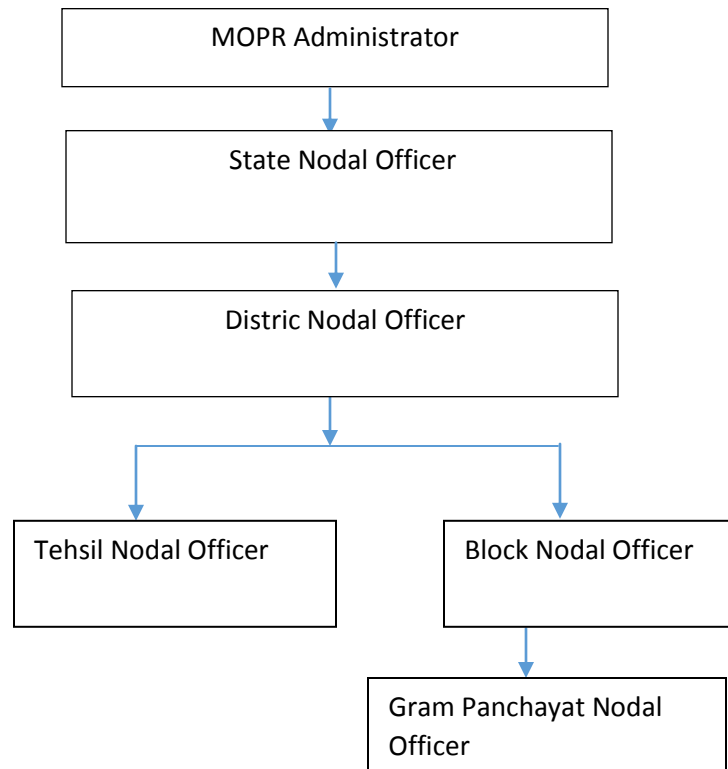 MOPR Administrator
State Nodal Officer
Distric Nodal Officer
Tehsil Nodal Officer
Block Nodal Officer
Gram Panchayat Nodal
Officer